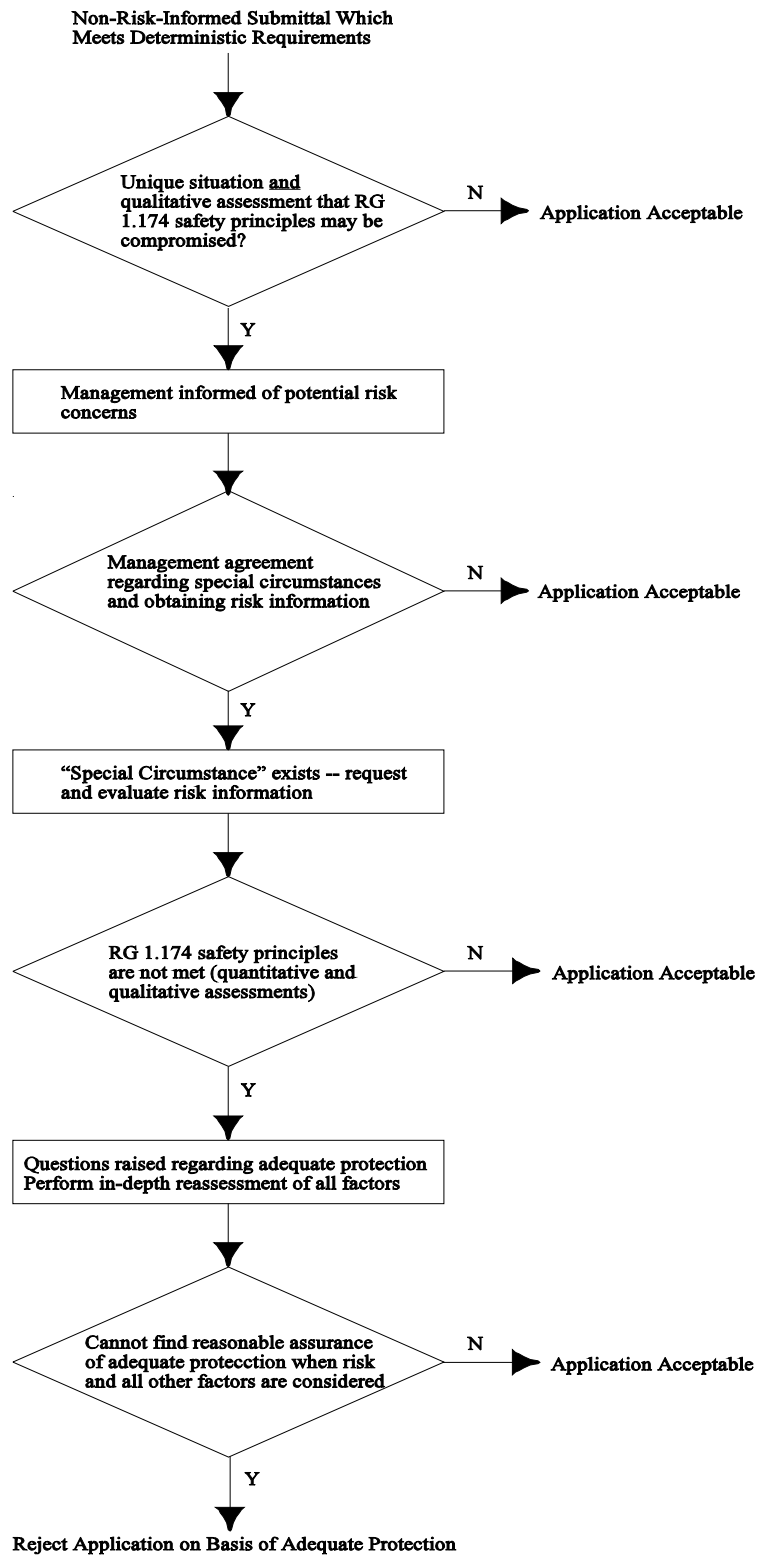 Non-Risk-Informed Submittal Which
Meets Deterministic Requirements
Unique situation and
qualitative assessment that RG
1.174 safety principles may be
compromised?
N
Application Acceptable
Y
Management informed of potential risk
concerns
Management agreement
regarding special circumstances
and obtaining risk information
N
Application Acceptable
Y
“Special Circumstance” exists -- request
and evaluate risk information
RG 1.174 safety principles
are not met (quantitative and
qualitative assessments)
N
Application Acceptable
Y
Questions raised regarding adequate protection
Perform in-depth reassessment of all factors
Cannot find reasonable assurance
of adequate protecction when risk
and all other factors are considered
N
Application Acceptable
Y
Reject Application on Basis of Adequate Protection